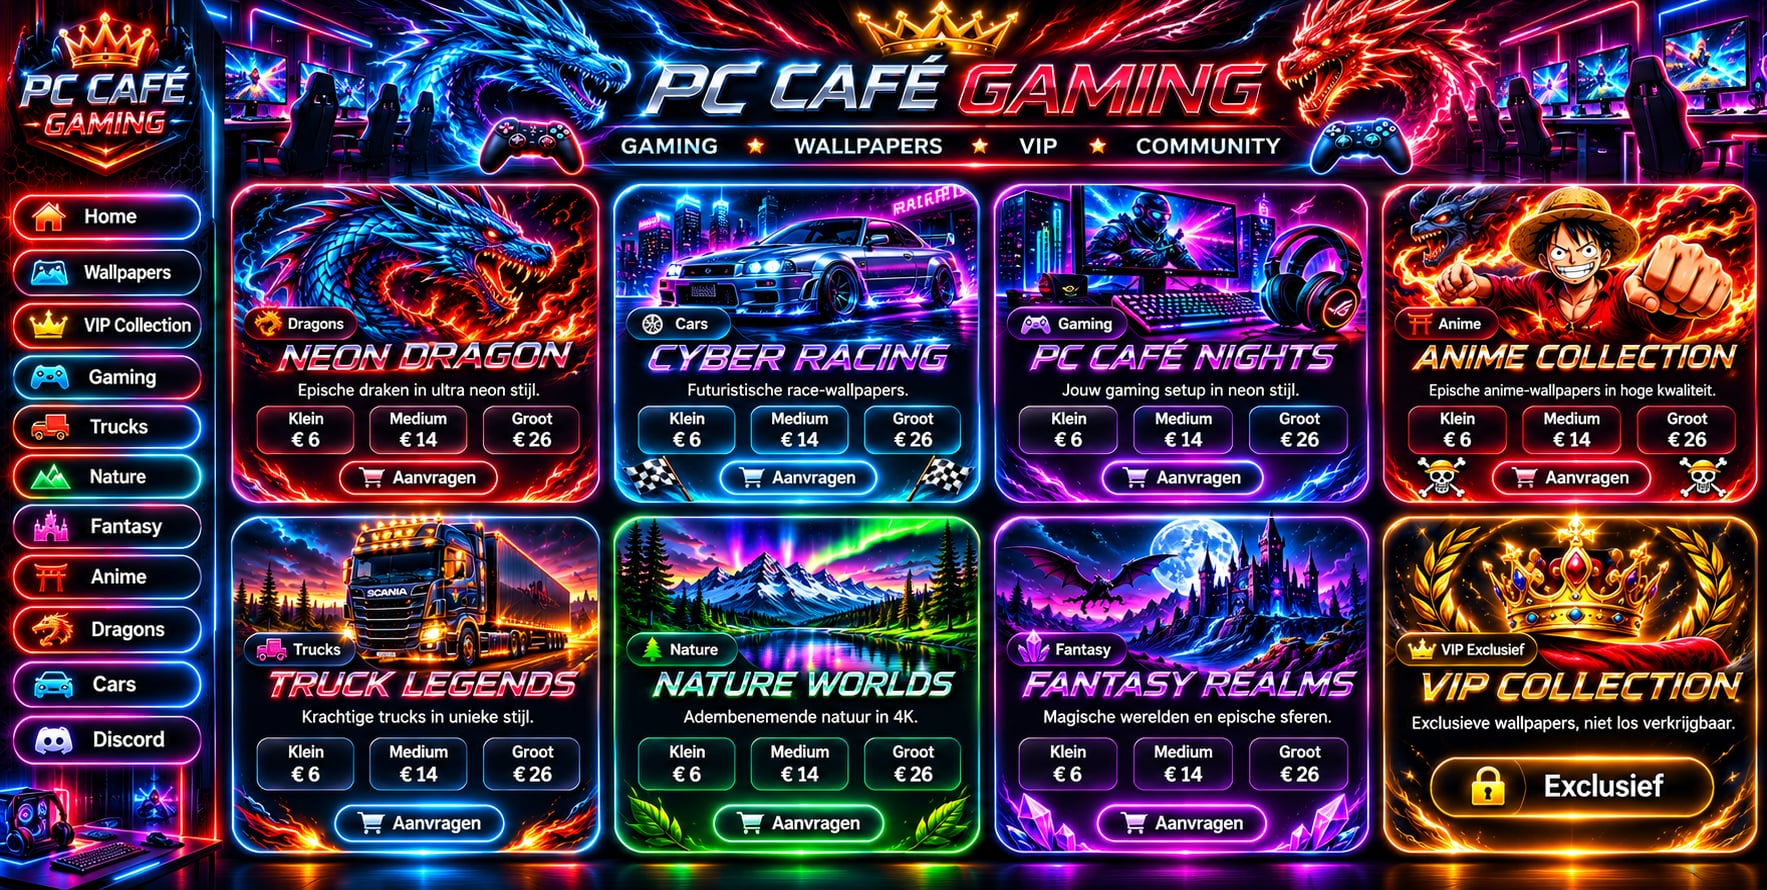 PC CAFÉ
GAMING
PC CAFÉ GAMING
GAMING ★ WALLPAPERS ★ VIP ★ COMMUNITY
Home
Wallpapers
VIP Collection
Gaming
Trucks
Nature
Fantasy
Anime
Dragons
Cars
Discord
Dragons
NEON DRAGON
Epische draken in ultra neon stijl.
Klein Medium Groot
€ 6 € 14 € 26
Aanvragen
Cars
CYBER RACING
Futuristische race-wallpapers.
Klein Medium Groot
€ 6 € 14 € 26
Aanvragen
Gaming
PC CAFÉ NIGHTS
Jouw gaming setup in neon stijl.
Klein Medium Groot
€ 6 € 14 € 26
Aanvragen
Anime
ANIME COLLECTION
Epische anime-wallpapers in hoge kwaliteit.
Klein Medium Groot
€ 6 € 14 € 26
Aanvragen
SCANIA
Trucks
TRUCK LEGENDS
Krachtige trucks in unieke stijl.
Klein Medium Groot
€ 6 € 14 € 26
Aanvragen
Nature
NATURE WORLDS
Adembenemende natuur in 4K.
Klein Medium Groot
€ 6 € 14 € 26
Aanvragen
Fantasy
FANTASY REALMS
Magische werelden en epische sferen.
Klein Medium Groot
€ 6 € 14 € 26
Aanvragen
VIP Exclusief
VIP COLLECTION
Exclusieve wallpapers, niet los verkrijgbaar.
Exclusief